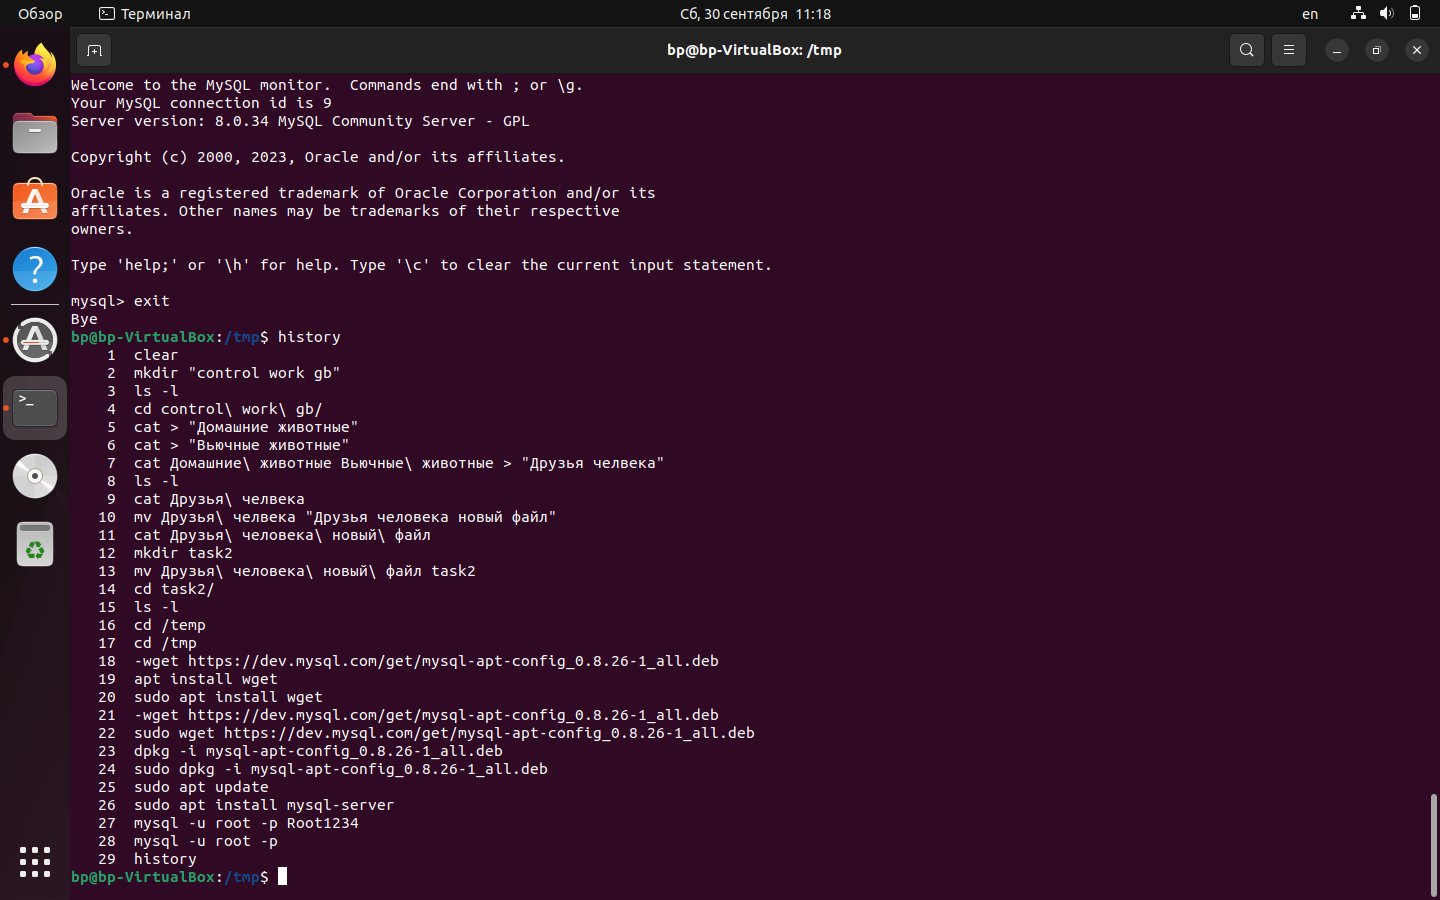 Обзор Терминал Сб, 30 сентября 11:18 en
bp@bp-VirtualBox: /tmp
Welcome to the MySQL monitor.  Commands end with ; or \g.
Your MySQL connection id is 9
Server version: 8.0.34 MySQL Community Server - GPL
Copyright (c) 2000, 2023, Oracle and/or its affiliates.
Oracle is a registered trademark of Oracle Corporation and/or its
affiliates. Other names may be trademarks of their respective
owners.
Type 'help;' or '\h' for help. Type '\c' to clear the current input statement.
mysql> exit
Bye
bp@bp-VirtualBox:/tmp$ history
1  clear
2  mkdir "control work gb"
3  ls -l
4  cd control\ work\ gb/
5  cat > "Домашние животные"
6  cat > "Вьючные животные"
7  cat Домашние\ животные Вьючные\ животные > "Друзья челвека"
8  ls -l
9  cat Друзья\ челвека
10  mv Друзья\ челвека "Друзья человека новый файл"
11  cat Друзья\ человека\ новый\ файл
12  mkdir task2
13  mv Друзья\ человека\ новый\ файл task2
14  cd task2/
15  ls -l
16  cd /temp
17  cd /tmp
18  -wget https://dev.mysql.com/get/mysql-apt-config_0.8.26-1_all.deb
19  apt install wget
20  sudo apt install wget
21  -wget https://dev.mysql.com/get/mysql-apt-config_0.8.26-1_all.deb
22  sudo wget https://dev.mysql.com/get/mysql-apt-config_0.8.26-1_all.deb
23  dpkg -i mysql-apt-config_0.8.26-1_all.deb
24  sudo dpkg -i mysql-apt-config_0.8.26-1_all.deb
25  sudo apt update
26  sudo apt install mysql-server
27  mysql -u root -p Root1234
28  mysql -u root -p
29  history
bp@bp-VirtualBox:/tmp$